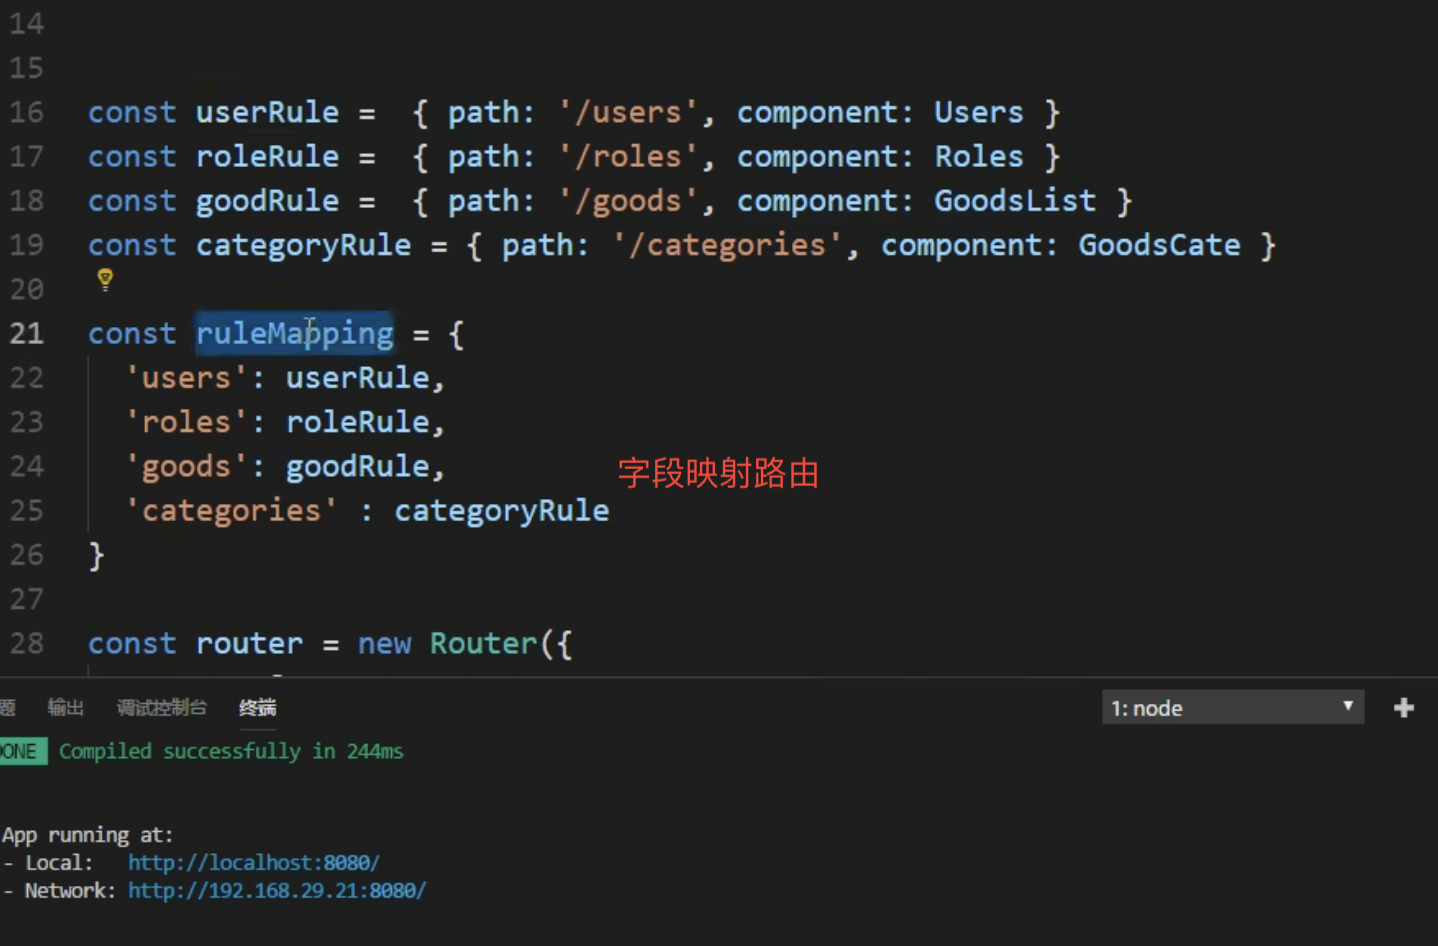 14
15
16 const userRule =  { path: '/users', component: Users }
17 const roleRule =  { path: '/roles', component: Roles }
18 const goodRule =  { path: '/goods', component: GoodsList }
19 const categoryRule = { path: '/categories', component: GoodsCate }
20
21 const ruleMapping = {
22   'users': userRule,
23   'roles': roleRule,
24   'goods': goodRule,
字段映射路由
25   'categories' : categoryRule
26 }
27
28 const router = new Router({
题 输出 调试控制台 终端 1: node
DONE Compiled successfully in 244ms
App running at:
- Local:   http://localhost:8080/
- Network: http://192.168.29.21:8080/